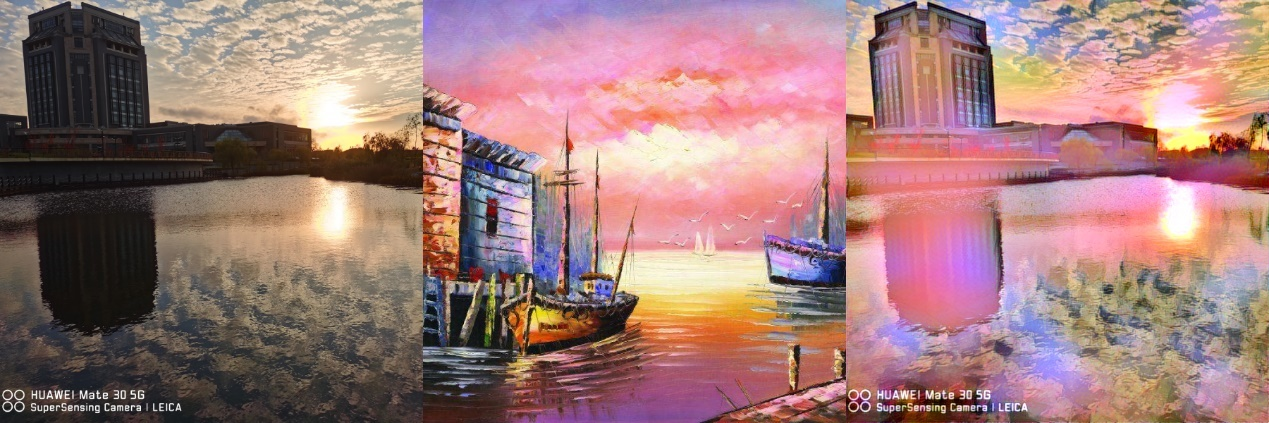 HUAWEI Mate 30 5G
SuperSensing Camera | LEICA
HUAWEI Mate 30 5G
SuperSensing Camera | LEICA